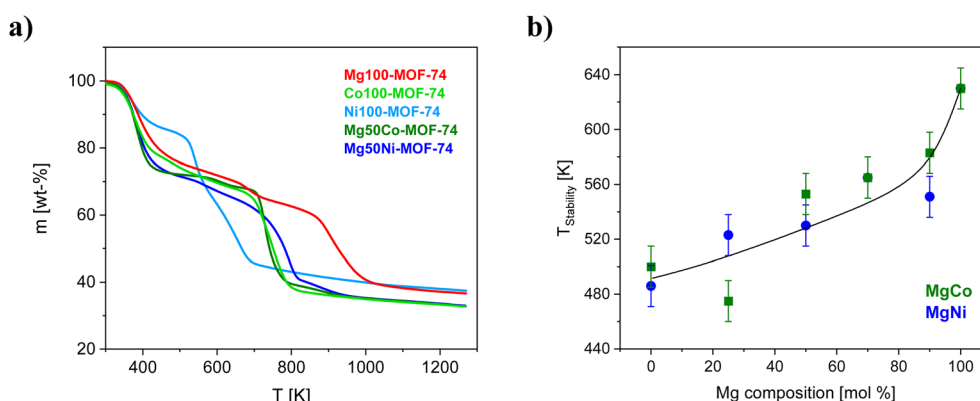 a)
m [wt-%]
100
80
60
40
20
400
600
800
1000
1200
T [K]
Mg100-MOF-74
Co100-MOF-74
Ni100-MOF-74
Mg50Co-MOF-74
Mg50Ni-MOF-74
b)
T_Stability [K]
640
600
560
520
480
440
0
20
40
60
80
100
Mg composition [mol %]
MgCo
MgNi